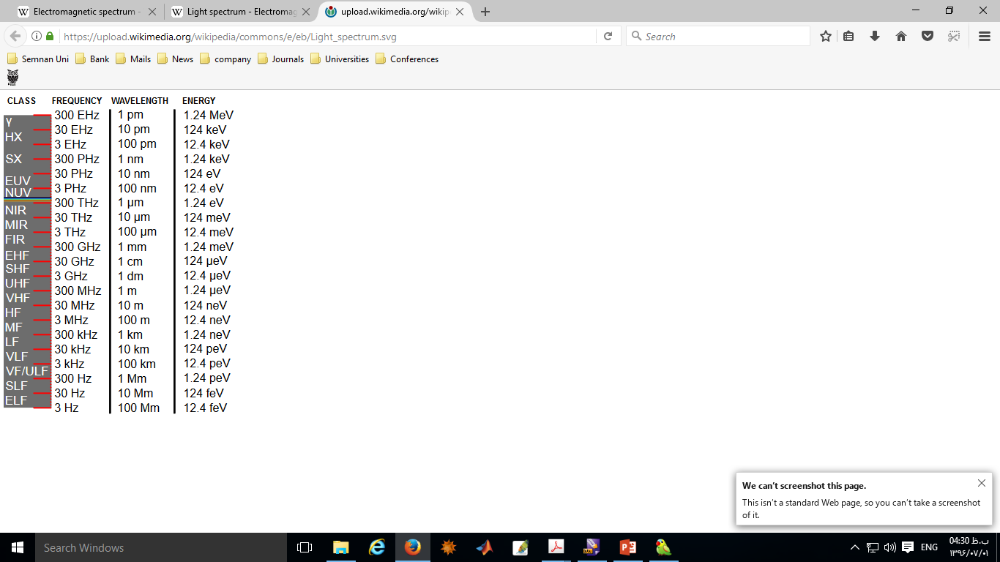 Electromagnetic spectrum -
Light spectrum - Electromag
upload.wikimedia.org/wikip
https://upload.wikimedia.org/wikipedia/commons/e/eb/Light_spectrum.svg
Search
Semnan Uni Bank Mails News company Journals Universities Conferences
CLASS FREQUENCY WAVELENGTH ENERGY
300 EHz 1 pm 1.24 MeV
γ
30 EHz 10 pm 124 keV
HX
3 EHz 100 pm 12.4 keV
SX 300 PHz 1 nm 1.24 keV
30 PHz 10 nm 124 eV
EUV
3 PHz 100 nm 12.4 eV
NUV
300 THz 1 µm 1.24 eV
NIR
30 THz 10 µm 124 meV
MIR
3 THz 100 µm 12.4 meV
FIR
300 GHz 1 mm 1.24 meV
EHF
30 GHz 1 cm 124 µeV
SHF
3 GHz 1 dm 12.4 µeV
UHF
300 MHz 1 m 1.24 µeV
VHF
30 MHz 10 m 124 neV
HF
3 MHz 100 m 12.4 neV
MF
300 kHz 1 km 1.24 neV
LF
30 kHz 10 km 124 peV
VLF
3 kHz 100 km 12.4 peV
VF/ULF
300 Hz 1 Mm 1.24 peV
SLF
30 Hz 10 Mm 124 feV
ELF
3 Hz 100 Mm 12.4 feV
We can't screenshot this page.
This isn't a standard Web page, so you can't take a screenshot
of it.
Search Windows
ENG
04:30 ب.ظ
۱۳۹۶/۰۷/۰۱